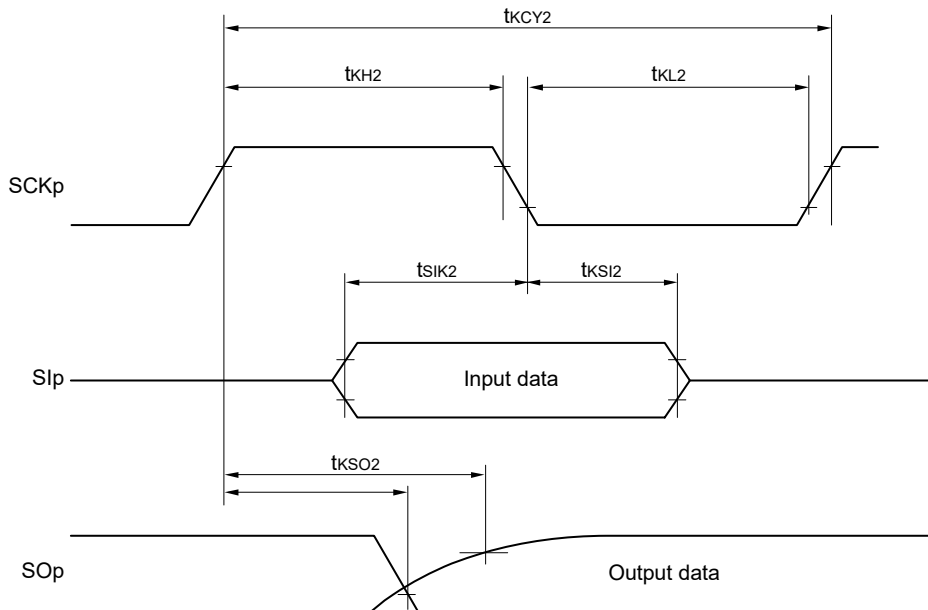 tKCY2
tKH2
tKL2
SCKp
tSIK2
tKSI2
SIp
Input data
tKSO2
SOp
Output data